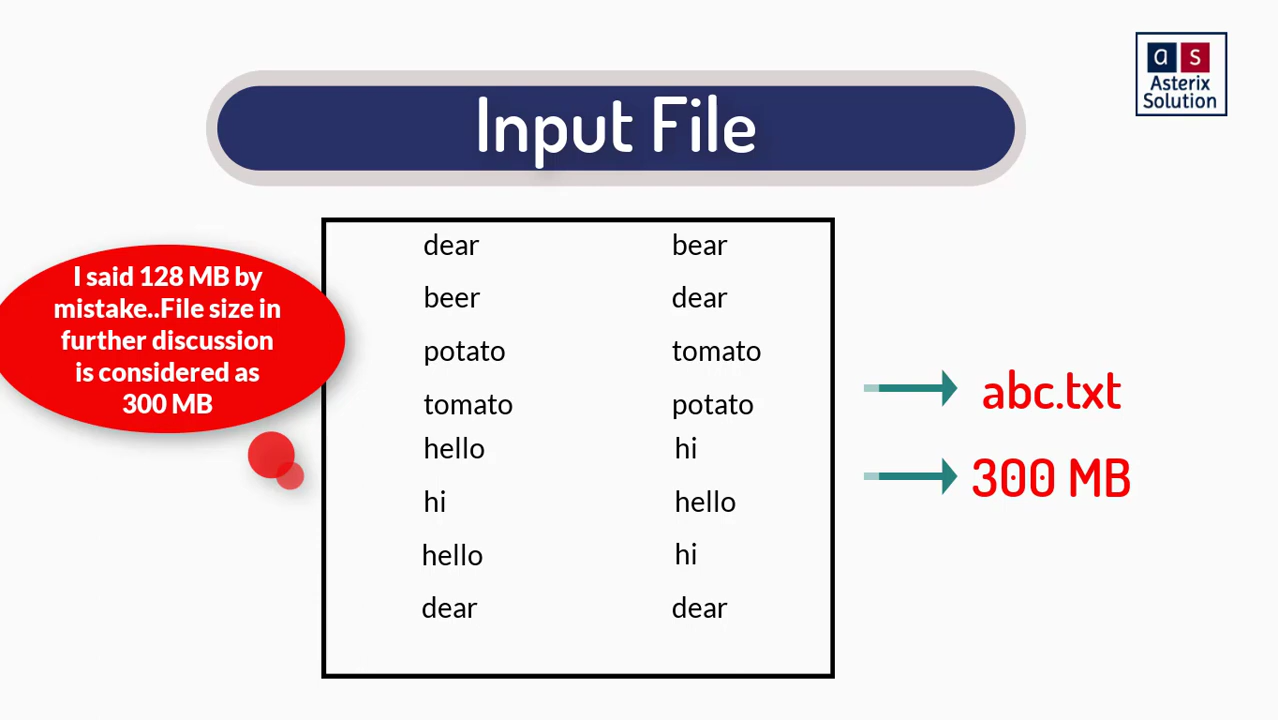 a s
Asterix
Solution
Input File
I said 128 MB by
mistake..File size in
further discussion
is considered as
300 MB
dear bear
beer dear
potato tomato
tomato potato
hello hi
hi hello
hello hi
dear dear
abc.txt
300 MB